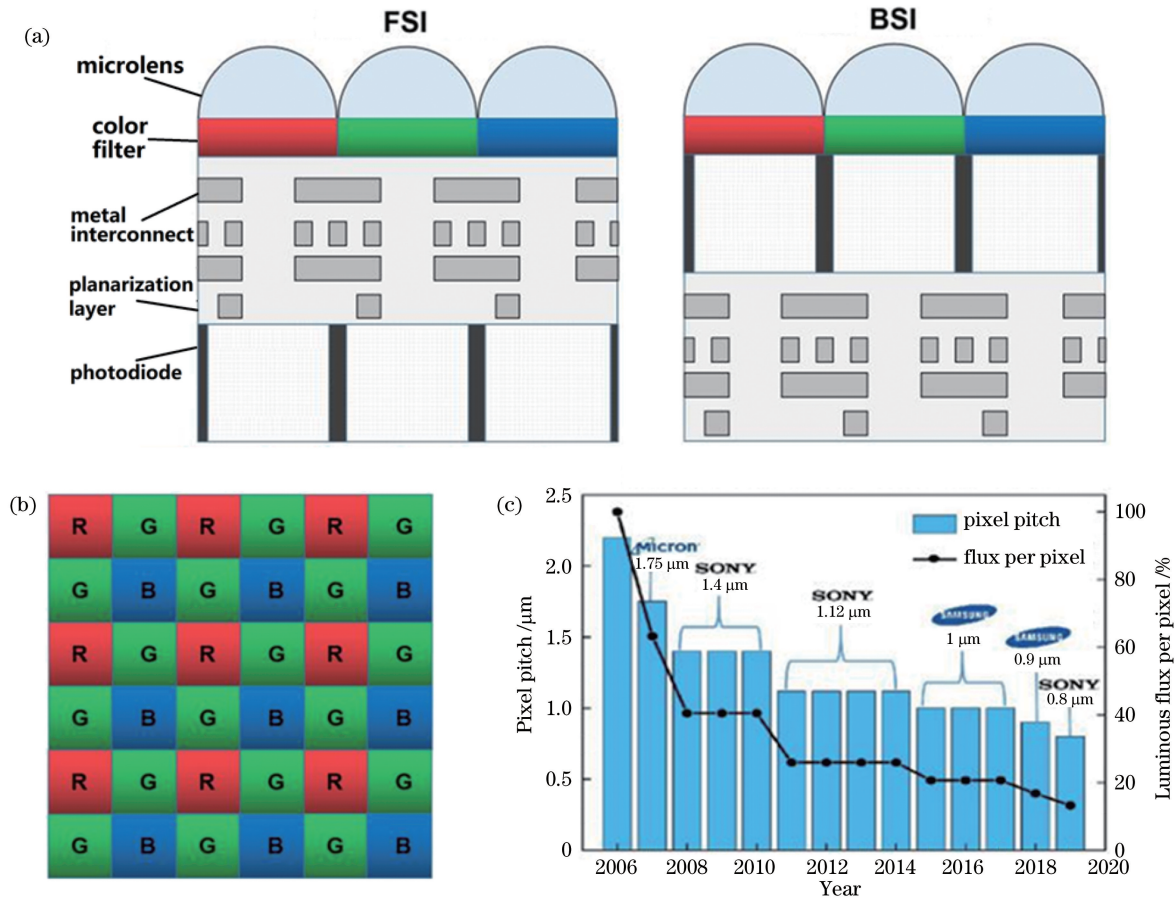 (a)
FSI
BSI
microlens
color
filter
metal
interconnect
planarization
layer
photodiode
(b)
R G R G R G
G B G B G B
R G R G R G
G B G B G B
R G R G R G
G B G B G B
(c)
Pixel pitch /μm
2.5
2.0
1.5
1.0
0.5
0
pixel pitch
flux per pixel
Micron
1.75 μm
SONY
1.4 μm
SONY
1.12 μm
SAMSUNG
1 μm
SAMSUNG
0.9 μm
SONY
0.8 μm
100
80
60
40
20
0
Luminous flux per pixel /%
2006 2008 2010 2012 2014 2016 2018 2020
Year